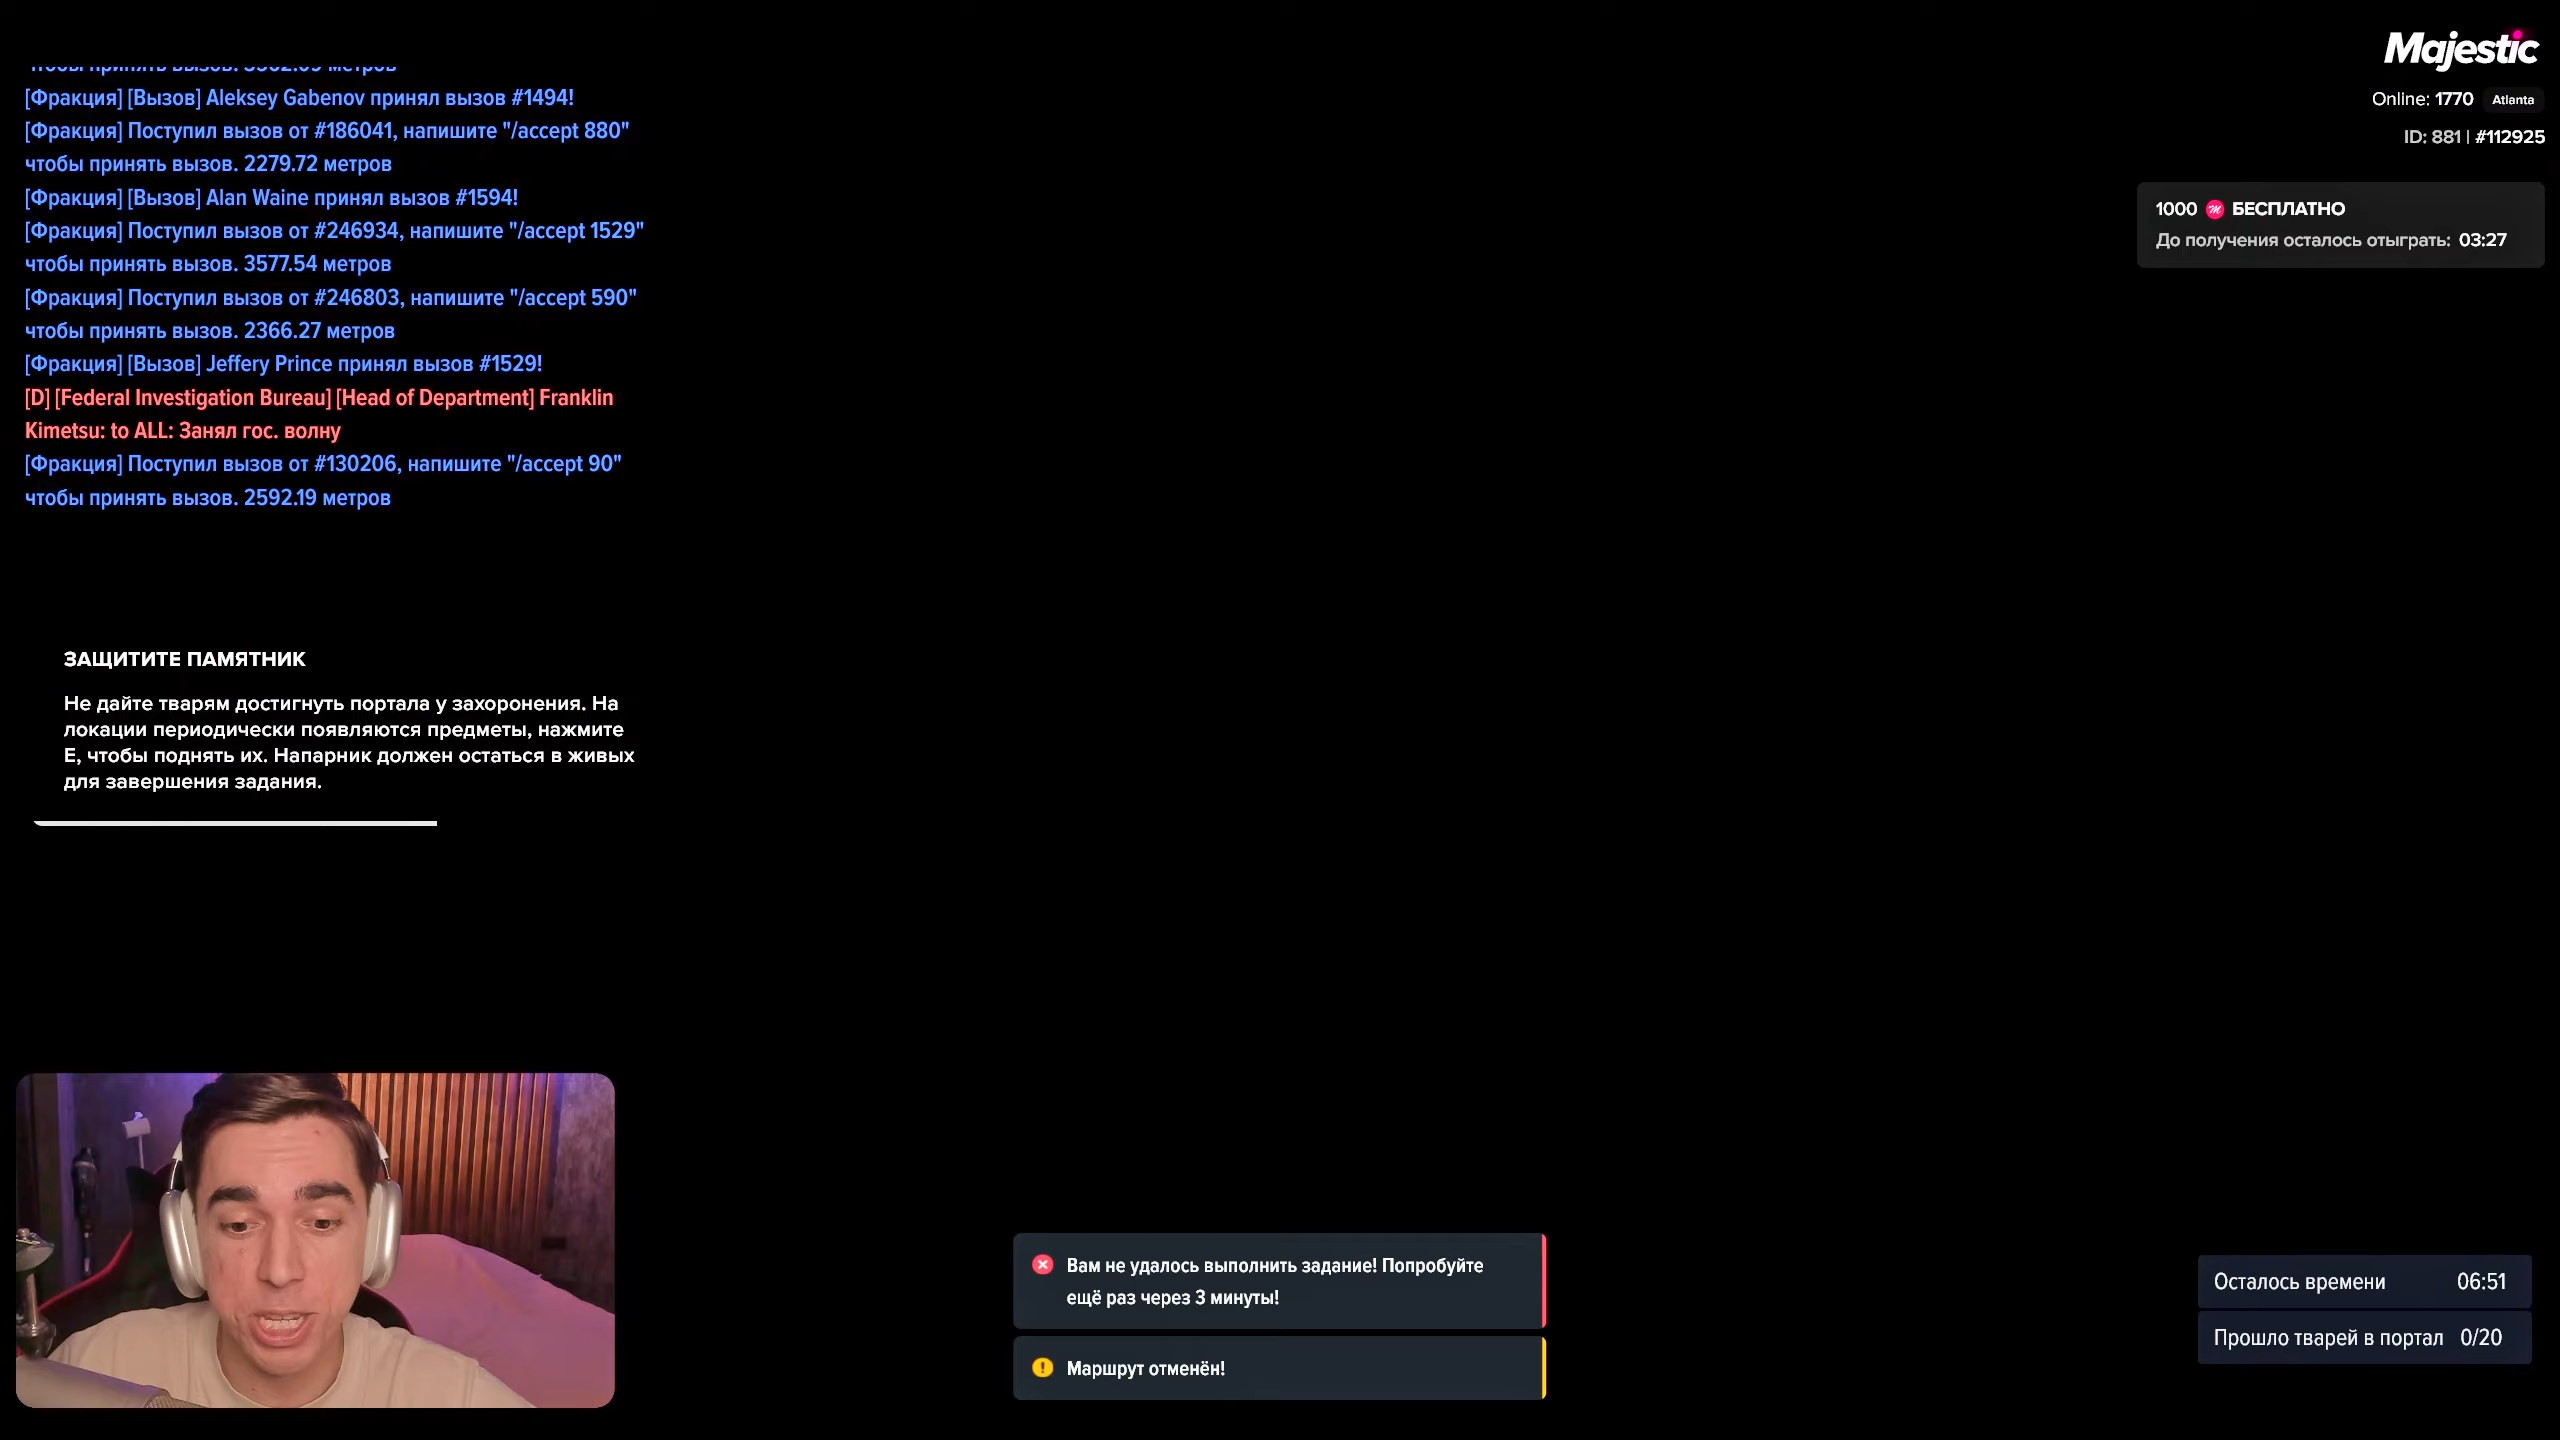 чтобы принять вызов. 3562.09 метров
[Фракция] [Вызов] Aleksey Gabenov принял вызов #1494!
[Фракция] Поступил вызов от #186041, напишите "/accept 880"
чтобы принять вызов. 2279.72 метров
[Фракция] [Вызов] Alan Waine принял вызов #1594!
[Фракция] Поступил вызов от #246934, напишите "/accept 1529"
чтобы принять вызов. 3577.54 метров
[Фракция] Поступил вызов от #246803, напишите "/accept 590"
чтобы принять вызов. 2366.27 метров
[Фракция] [Вызов] Jeffery Prince принял вызов #1529!
[D] [Federal Investigation Bureau] [Head of Department] Franklin
Kimetsu: to ALL: Занял гос. волну
[Фракция] Поступил вызов от #130206, напишите "/accept 90"
чтобы принять вызов. 2592.19 метров
Majestic
Online: 1770 Atlanta
ID: 881 | #112925
1000 БЕСПЛАТНО
До получения осталось отыграть: 03:27
ЗАЩИТИТЕ ПАМЯТНИК
Не дайте тварям достигнуть портала у захоронения. На
локации периодически появляются предметы, нажмите
E, чтобы поднять их. Напарник должен остаться в живых
для завершения задания.
Вам не удалось выполнить задание! Попробуйте
ещё раз через 3 минуты!
Маршрут отменён!
Осталось времени 06:51
Прошло тварей в портал 0/20